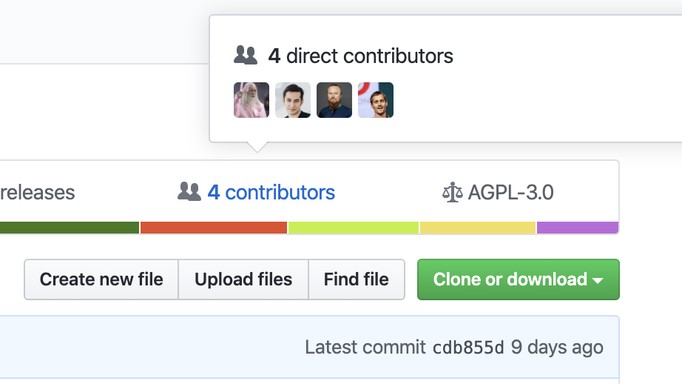 4 direct contributors
releases
4 contributors
AGPL-3.0
Create new file
Upload files
Find file
Clone or download
Latest commit cdb855d 9 days ago